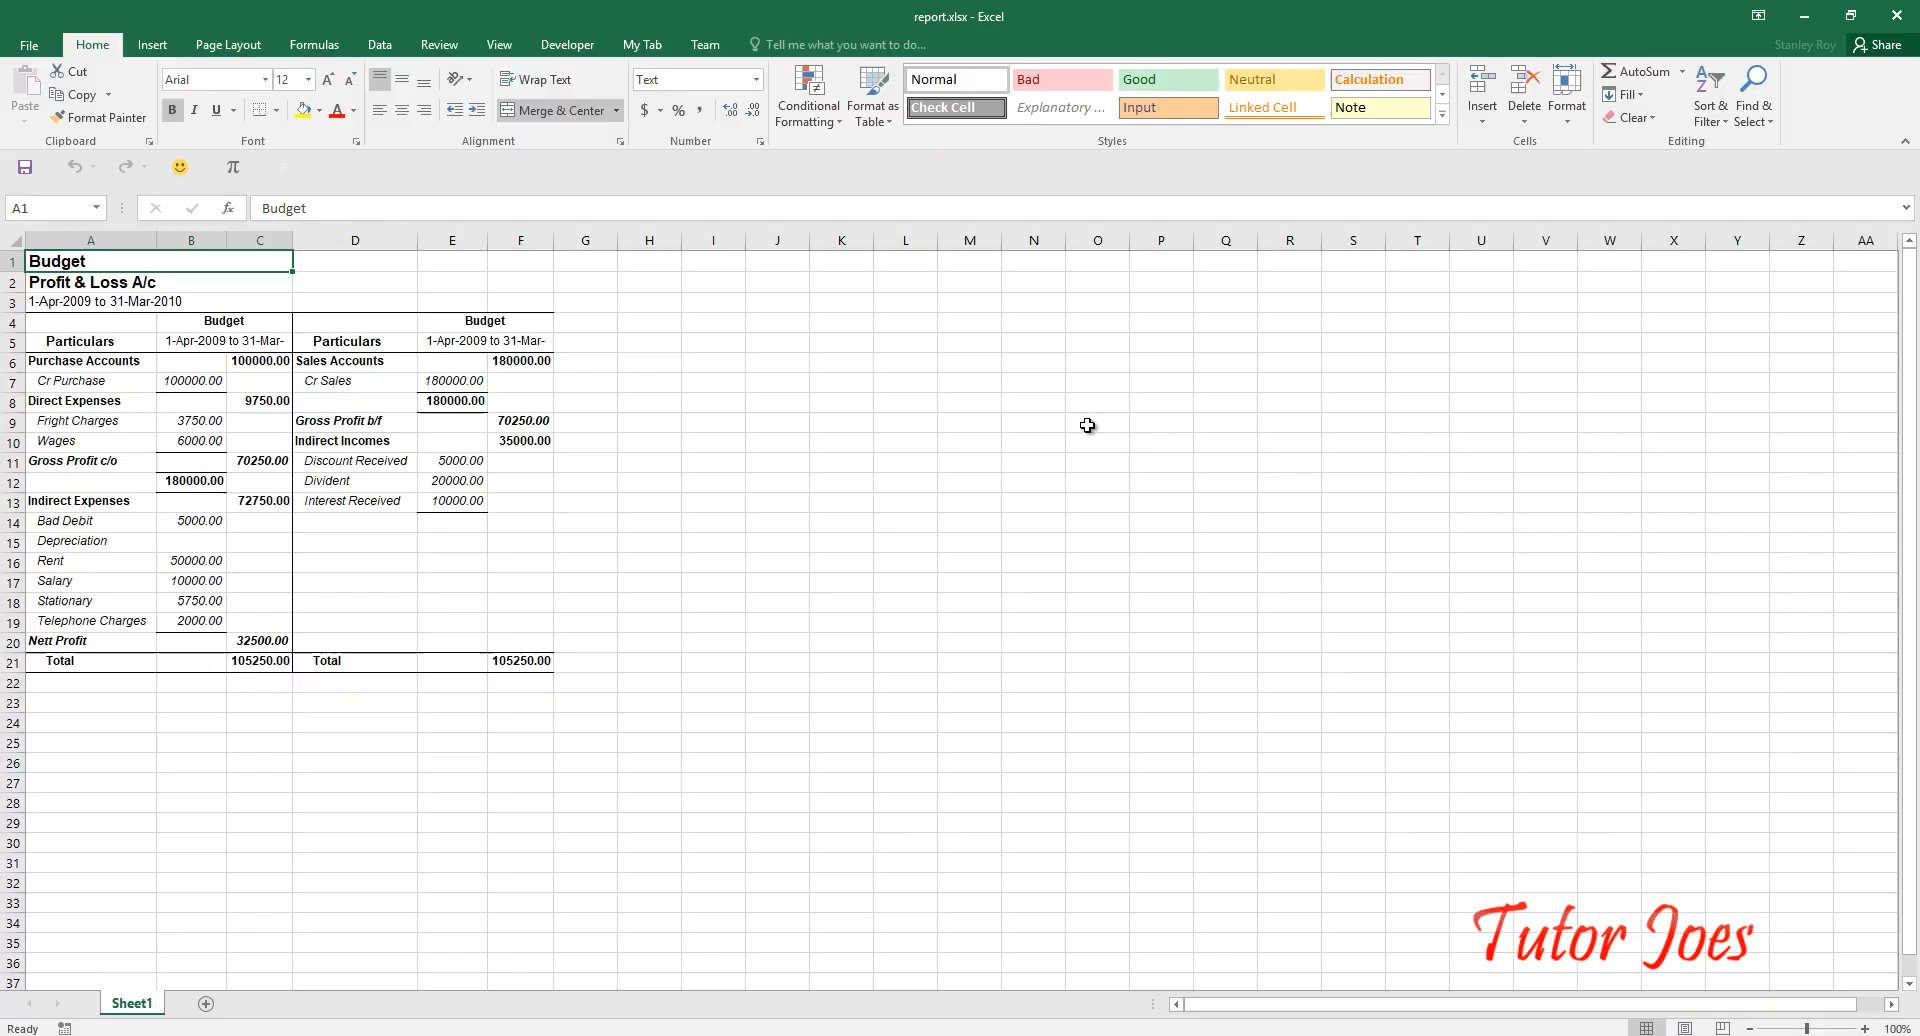 report.xlsx - Excel
File Home Insert Page Layout Formulas Data Review View Developer My Tab Team Tell me what you want to do... Stanley Roy Share
Paste
Cut
Copy
Format Painter
Clipboard
Arial 12
B I U
Font
Wrap Text
Merge & Center
Alignment
Text
$ % ,
Number
Conditional Formatting
Format as Table
Normal Bad Good Neutral Calculation
Check Cell Explanatory ... Input Linked Cell Note
Styles
Insert Delete Format
Cells
AutoSum
Fill
Clear
Sort & Filter
Find & Select
Editing
A1 fx Budget
A B C D E F G H I J K L M N O P Q R S T U V W X Y Z AA
1 Budget
2 Profit & Loss A/c
3 1-Apr-2009 to 31-Mar-2010
4 Budget Budget
5 Particulars 1-Apr-2009 to 31-Mar- Particulars 1-Apr-2009 to 31-Mar-
6 Purchase Accounts 100000.00 Sales Accounts 180000.00
7 Cr Purchase 100000.00 Cr Sales 180000.00
8 Direct Expenses 9750.00 180000.00
9 Fright Charges 3750.00 Gross Profit b/f 70250.00
10 Wages 6000.00 Indirect Incomes 35000.00
11 Gross Profit c/o 70250.00 Discount Received 5000.00
12 180000.00 Divident 20000.00
13 Indirect Expenses 72750.00 Interest Received 10000.00
14 Bad Debit 5000.00
15 Depreciation
16 Rent 50000.00
17 Salary 10000.00
18 Stationary 5750.00
19 Telephone Charges 2000.00
20 Nett Profit 32500.00
21 Total 105250.00 Total 105250.00
22
23
24
25
26
27
28
29
30
31
32
33
34
35
36
37
Tutor Joes
Sheet1
Ready 100%